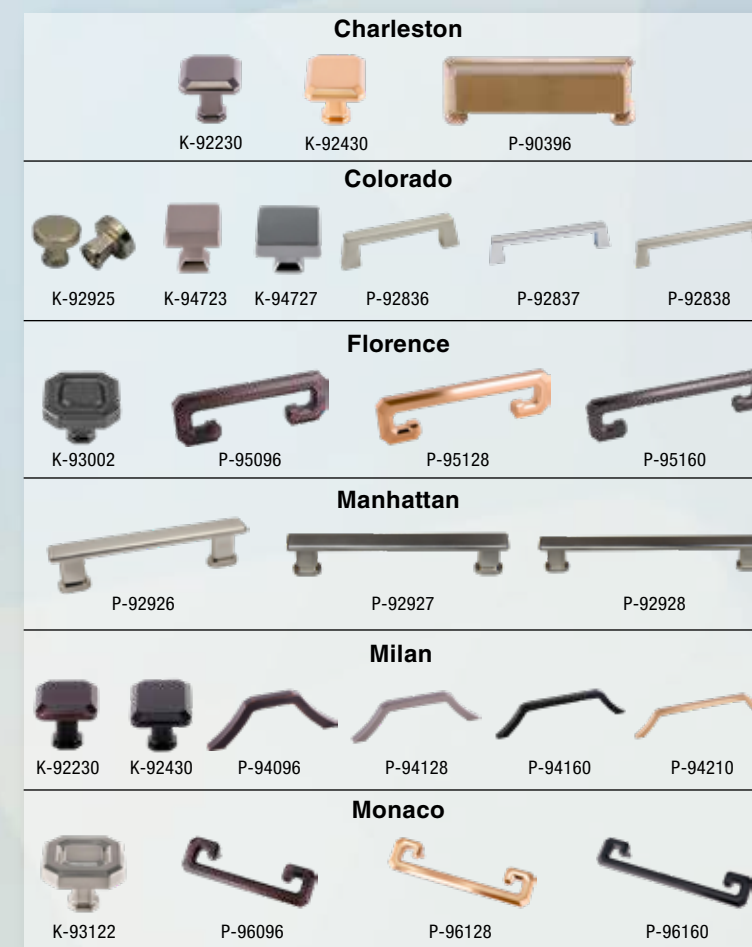 Charleston
K-92230 K-92430 P-90396
Colorado
K-92925 K-94723 K-94727 P-92836 P-92837 P-92838
Florence
K-93002 P-95096 P-95128 P-95160
Manhattan
P-92926 P-92927 P-92928
Milan
K-92230 K-92430 P-94096 P-94128 P-94160 P-94210
Monaco
K-93122 P-96096 P-96128 P-96160